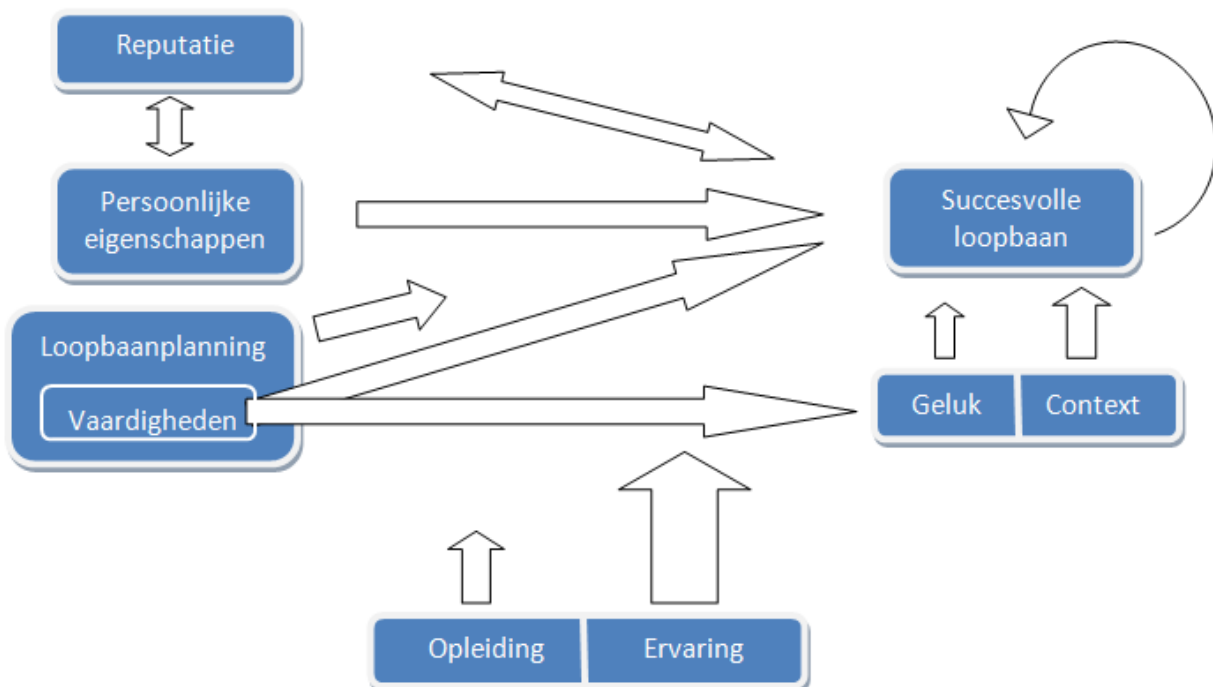 Reputatie
Persoonlijke
eigenschappen
Succesvolle
loopbaan
Loopbaanplanning
Vaardigheden
Geluk
Context
Opleiding
Ervaring